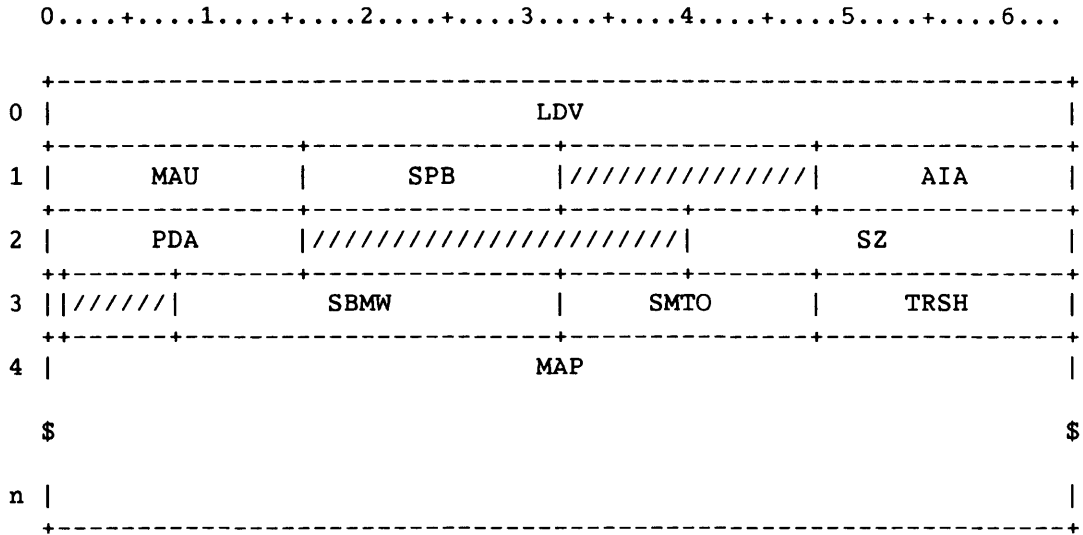 0....+....1....+....2....+....3....+....4....+....5....+....6...
+---------------------------------------------------------------+
0 | LDV |
+---------------+---------------+---------------+---------------+
1 | MAU | SPB |///////////////| AIA |
+---------------+---------------+-------+-------+---------------+
2 | PDA |///////////////////////| SZ |
++------+-------+---------------+-------+-------+---------------+
3 ||//////| SBMW | SMTO | TRSH |
++------+-----------------------+---------------+---------------+
4 | MAP |
$ $
n | |
+---------------------------------------------------------------+